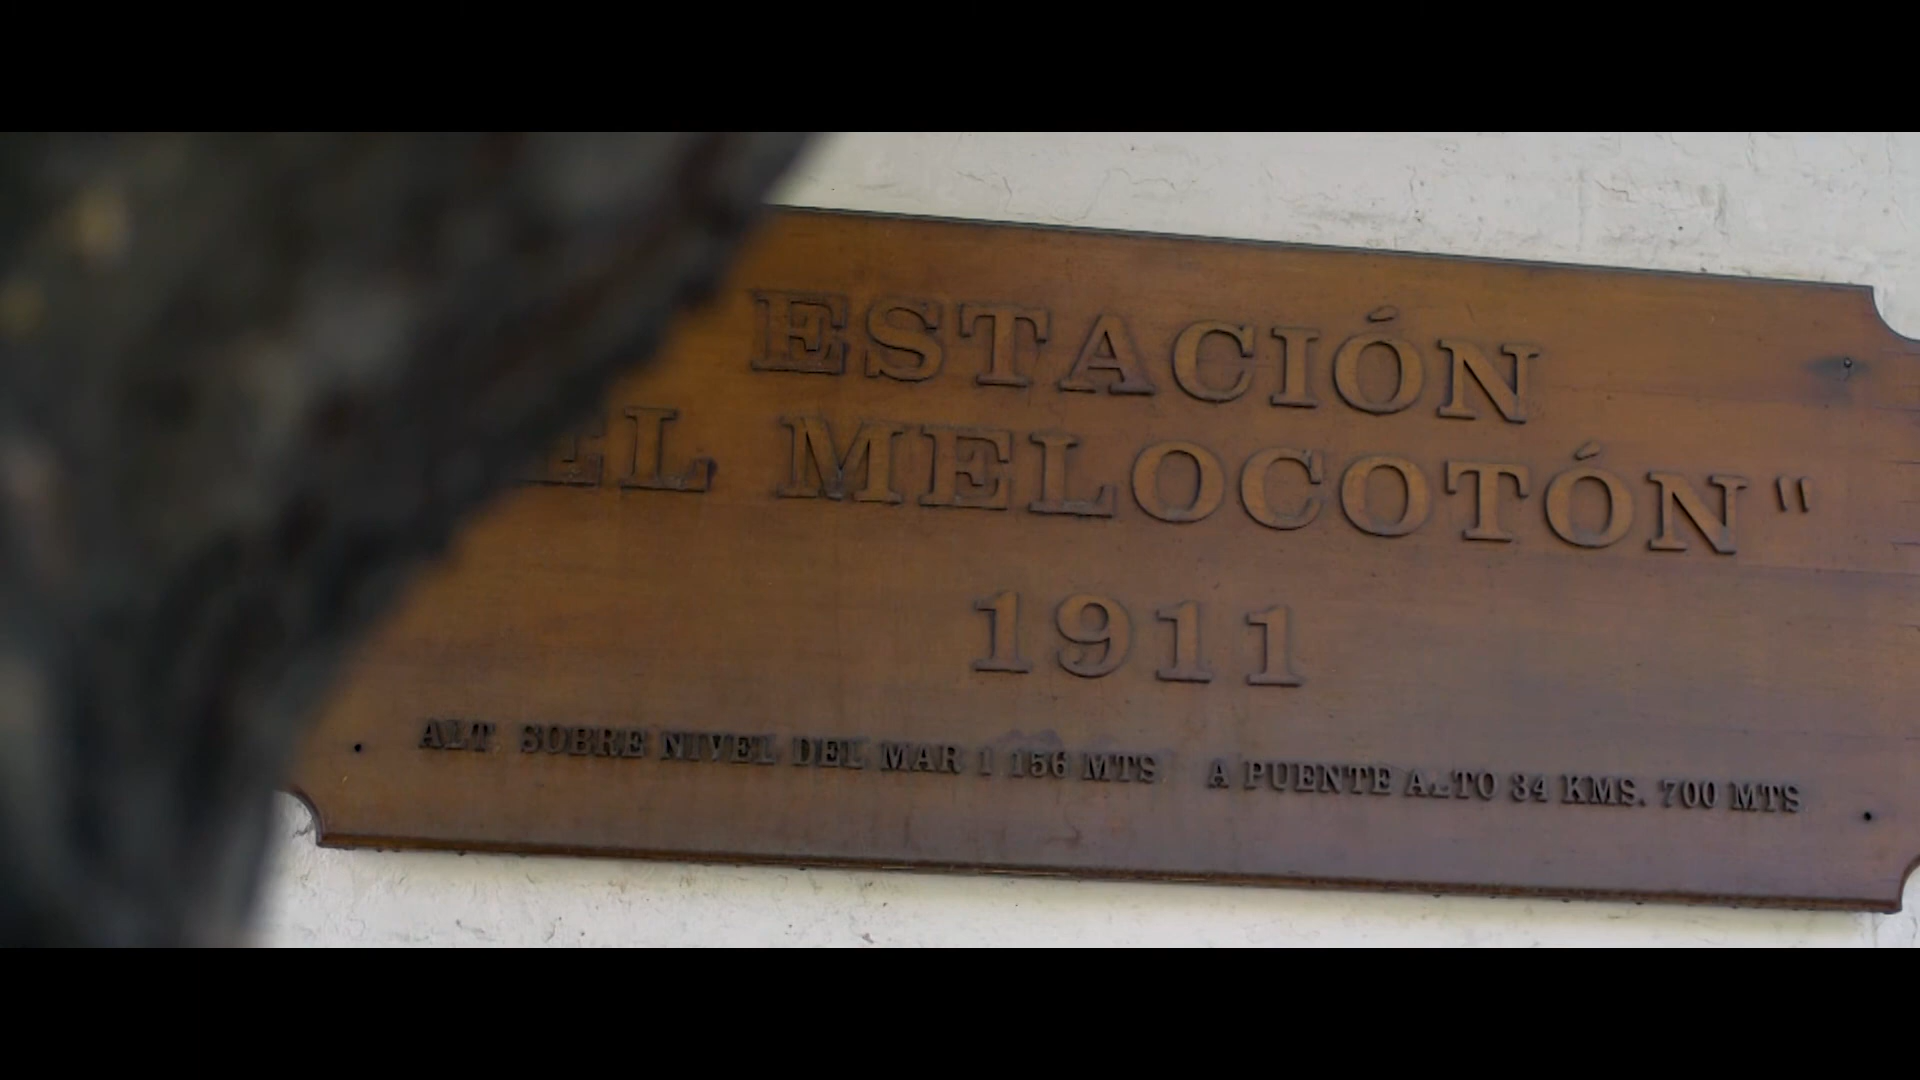 ESTACIÓN
EL MELOCOTÓN"
1911
ALT SOBRE NIVEL DEL MAR 1 156 MTS A PUENTE ALTO 34 KMS. 700 MTS